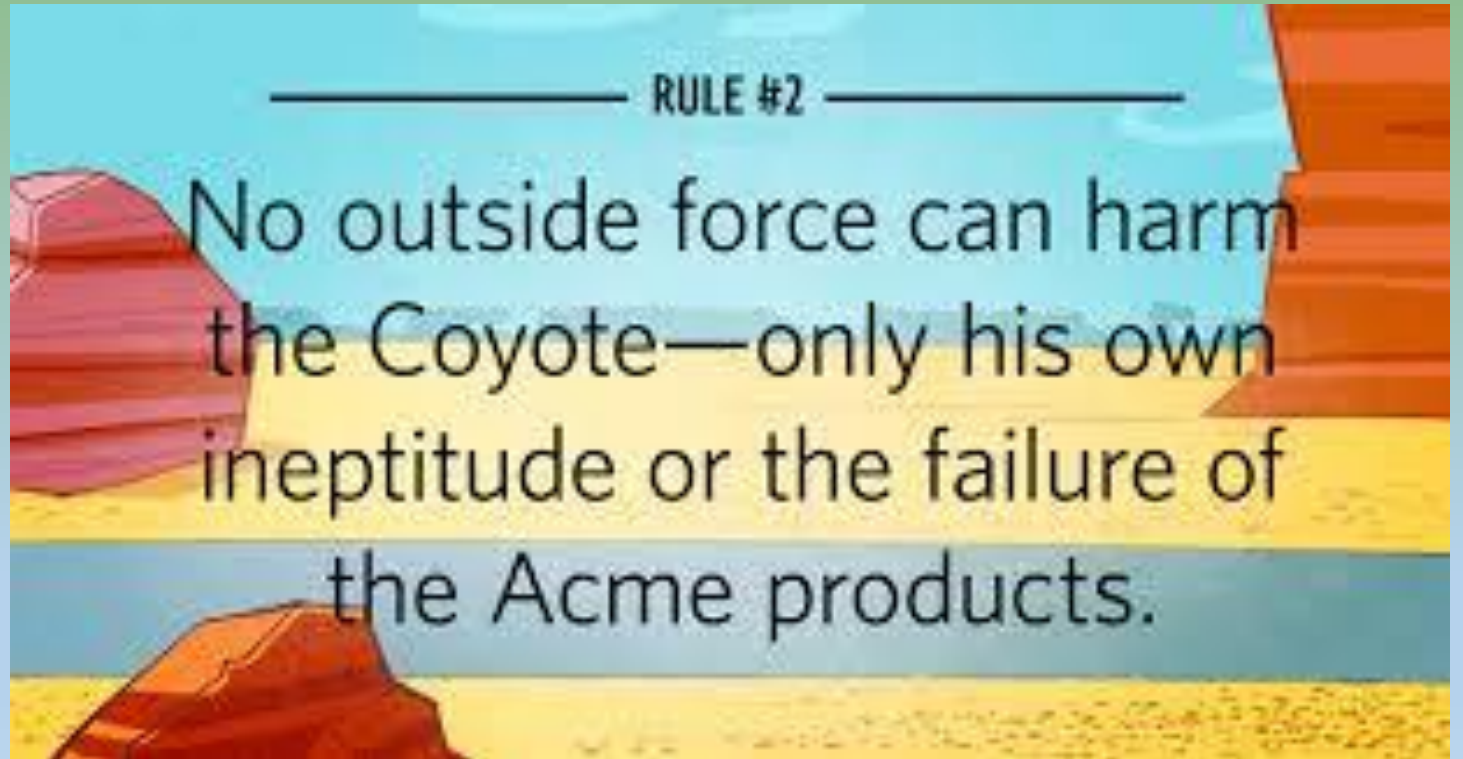 RULE #2
No outside force can harm
the Coyote—only his own
ineptitude or the failure of
the Acme products.